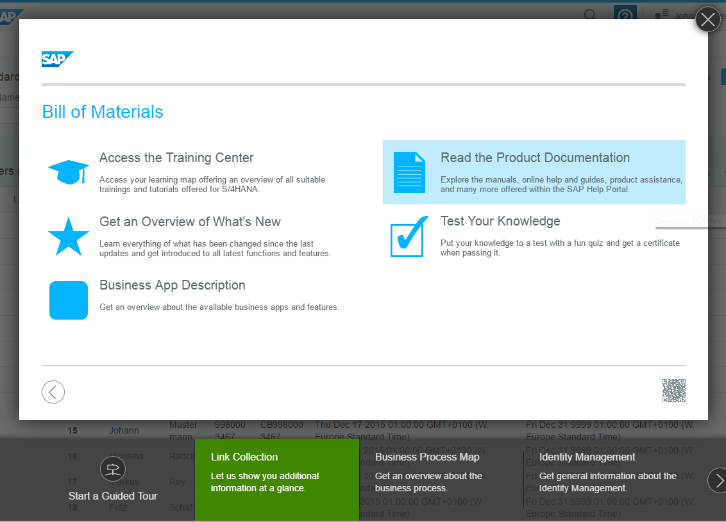 SAP
?
SAP
Bill of Materials
Access the Training Center
Access your learning map offering an overview of all suitable
trainings and tutorials offered for S/4HANA.
Read the Product Documentation
Explore the manuals, online help and guides, product assistance,
and many more offered within the SAP Help Portal.
Get an Overview of What's New
Learn everything of what has been changed since the last
updates and get introduced to all latest functions and features.
Test Your Knowledge
Put your knowledge to a test with a fun quiz and get a certificate
when passing it.
Business App Description
Get an overview about the available business apps and features.
15 Johann Muster 998000 CB998000 Thu Dec 17 2015 01:00:00 GMT+0100 (W. Fri Dec 31 9999 01:00:00 GMT+0100 (W.
mann 3467 3467 Europe Standard Time) Europe Standard Time)
16
17
18
Start a Guided Tour
Link Collection
Let us show you additional
information at a glance.
Business Process Map
Get an overview about the
business process.
Identity Management
Get general information about the
Identity Management.